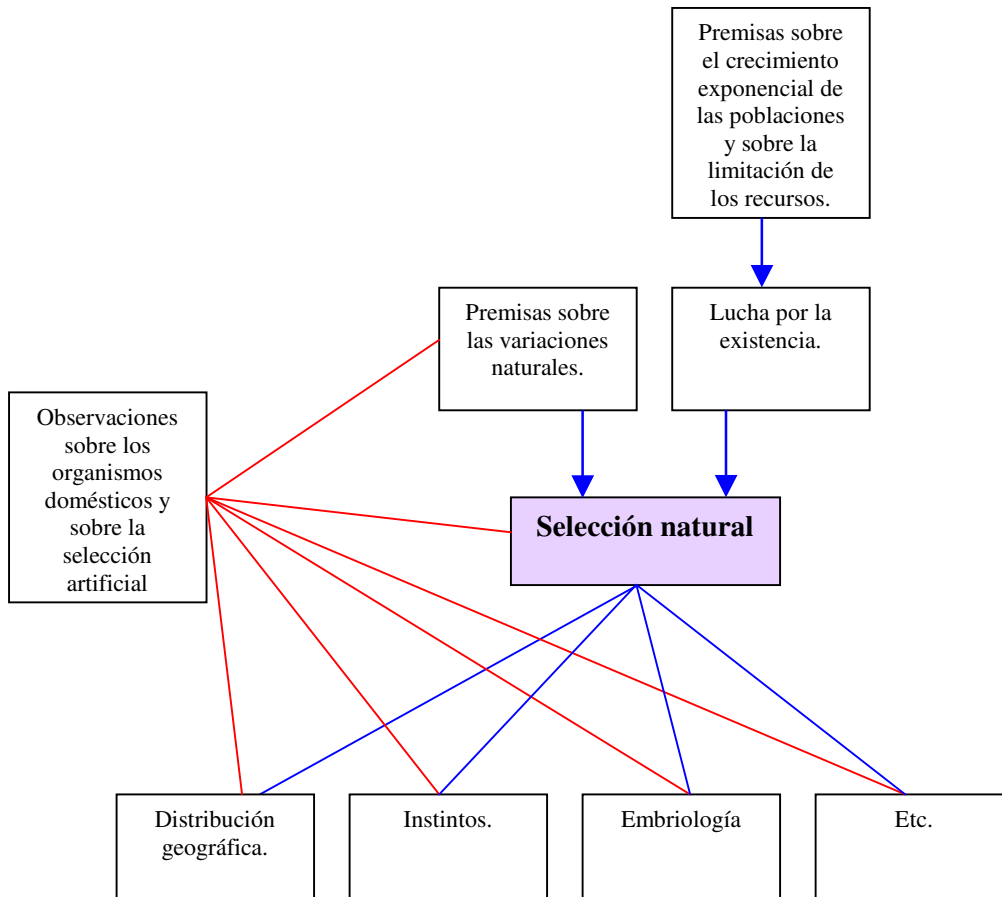 Premisas sobre
el crecimiento
exponencial de
las poblaciones
y sobre la
limitación de
los recursos.
Premisas sobre
las variaciones
naturales.
Lucha por la
existencia.
Observaciones
sobre los
organismos
domésticos y
sobre la
selección
artificial
Selección natural
Distribución
geográfica.
Instintos.
Embriología
Etc.